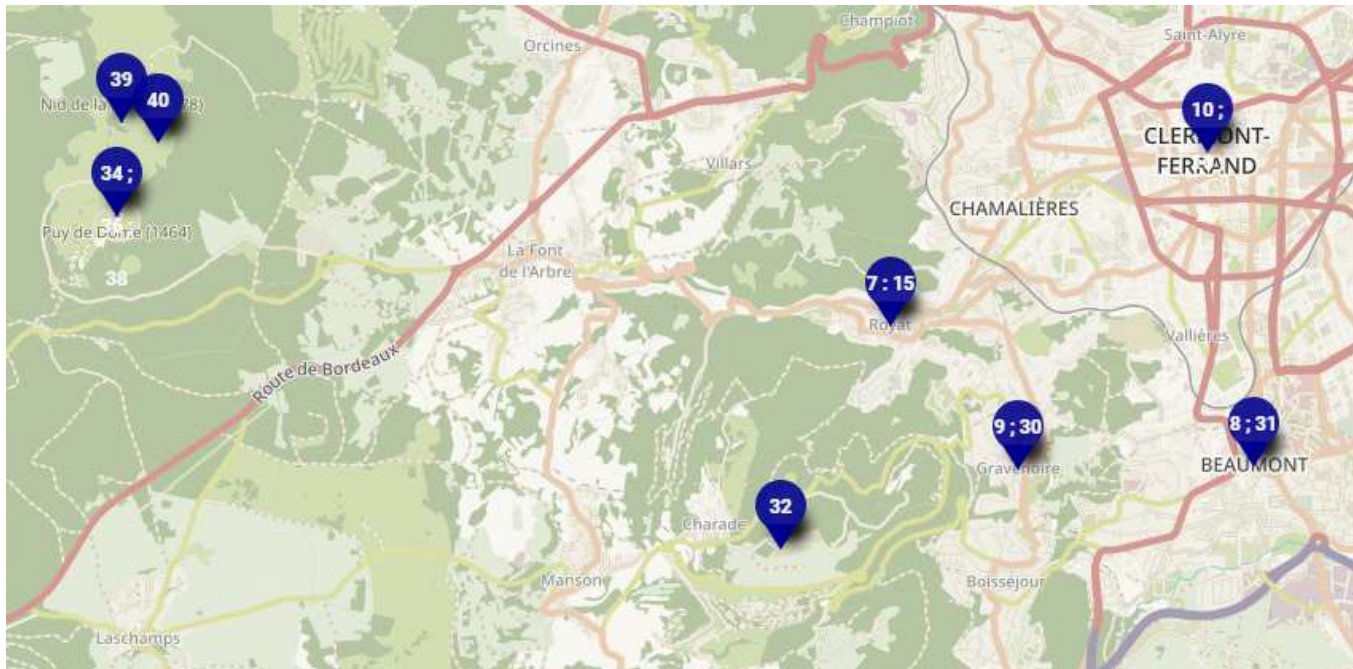 Champiot
Orcines
Saint-Alyre
39
40
Nid de la
78)
10 ;
CLERMONT-
FERRAND
34 ;
Villars
CHAMALIÈRES
Puy de Dôme (1464)
La Font
de l'Arbre
38
7 ; 15
Royat
Vallières
Route de Bordeaux
9 ; 30
8 ; 31
Gravenoire
BEAUMONT
32
Charade
Manson
Boisséjour
Laschamps